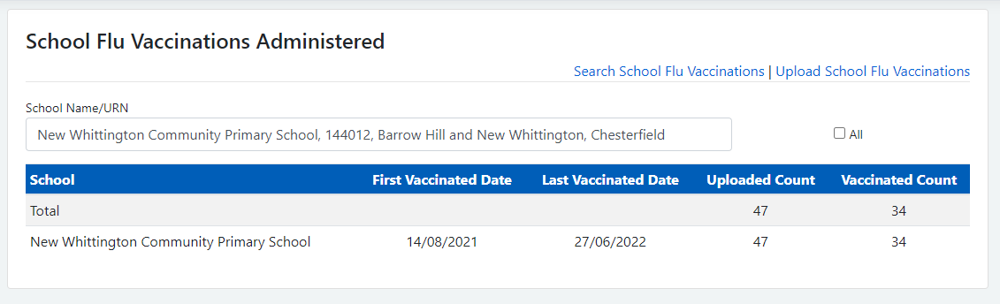 School Flu Vaccinations Administered
Search School Flu Vaccinations | Upload School Flu Vaccinations
School Name/URN
New Whittington Community Primary School, 144012, Barrow Hill and New Whittington, Chesterfield
All
School First Vaccinated Date Last Vaccinated Date Uploaded Count Vaccinated Count
Total 47 34
New Whittington Community Primary School 14/08/2021 27/06/2022 47 34